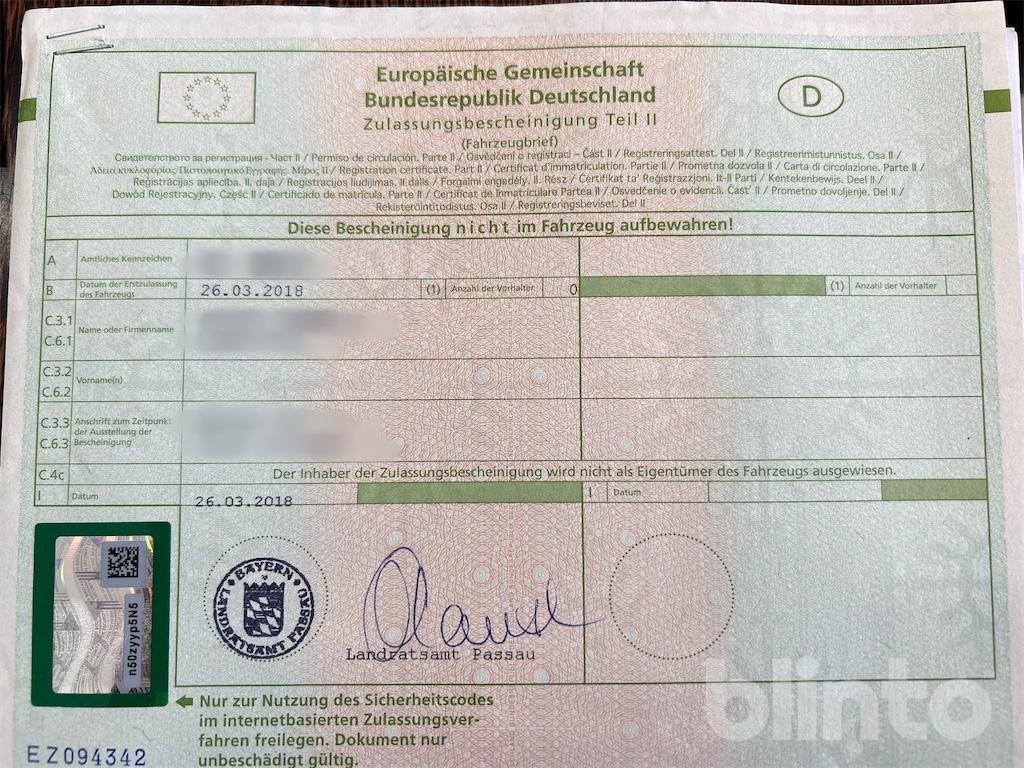 Europäische Gemeinschaft
Bundesrepublik Deutschland
Zulassungsbescheinigung Teil II
(Fahrzeugbrief)
D
Свидетелство за регистрация - Част II / Permiso de circulación. Parte II / Osvědčení o registraci – Část II / Registreringsattest. Del II / Registreerimistunnistus. Osa II /
Άδεια κυκλοφορίας/Πιστοποιητικό Εγγραφής. Μέρος II / Registration certificate. Part II / Certificat d'immatriculation. Partie II / Prometna dozvola II / Carta di circolazione. Parte II /
Reģistrācijas apliecība. II. daļa / Registracijos liudijimas. II dalis / Forgalmi engedély. II. Rész / Ċertifikat ta' Reġistrazzjoni. It-II Parti / Kentekenbewijs. Deel II /
Dowód Rejestracyjny. Część II / Certificado de matrícula. Parte II / Certificat de înmatriculare Partea II / Osvedčenie o evidencii. Časť II / Prometno dovoljenje. Del II /
Rekisteröintitodistus. Osa II / Registreringsbeviset. Del II
Diese Bescheinigung nicht im Fahrzeug aufbewahren!
A Amtliches Kennzeichen
B Datum der Erstzulassung des Fahrzeugs 26.03.2018 (1) Anzahl der Vorhalter 0 (1) Anzahl der Vorhalter
C.3.1
C.6.1 Name oder Firmenname
C.3.2
C.6.2 Vorname(n)
C.3.3 Anschrift zum Zeitpunkt
der Ausstellung der
C.6.3 Bescheinigung
C.4c Der Inhaber der Zulassungsbescheinigung wird nicht als Eigentümer des Fahrzeugs ausgewiesen.
I Datum 26.03.2018 I Datum
BAYERN
LANDRATSAMT PASSAU
Landratsamt Passau
n50zyyp5N5
Nur zur Nutzung des Sicherheitscodes
im internetbasierten Zulassungsver-
fahren freilegen. Dokument nur
unbeschädigt gültig.
EZ094342
blinto